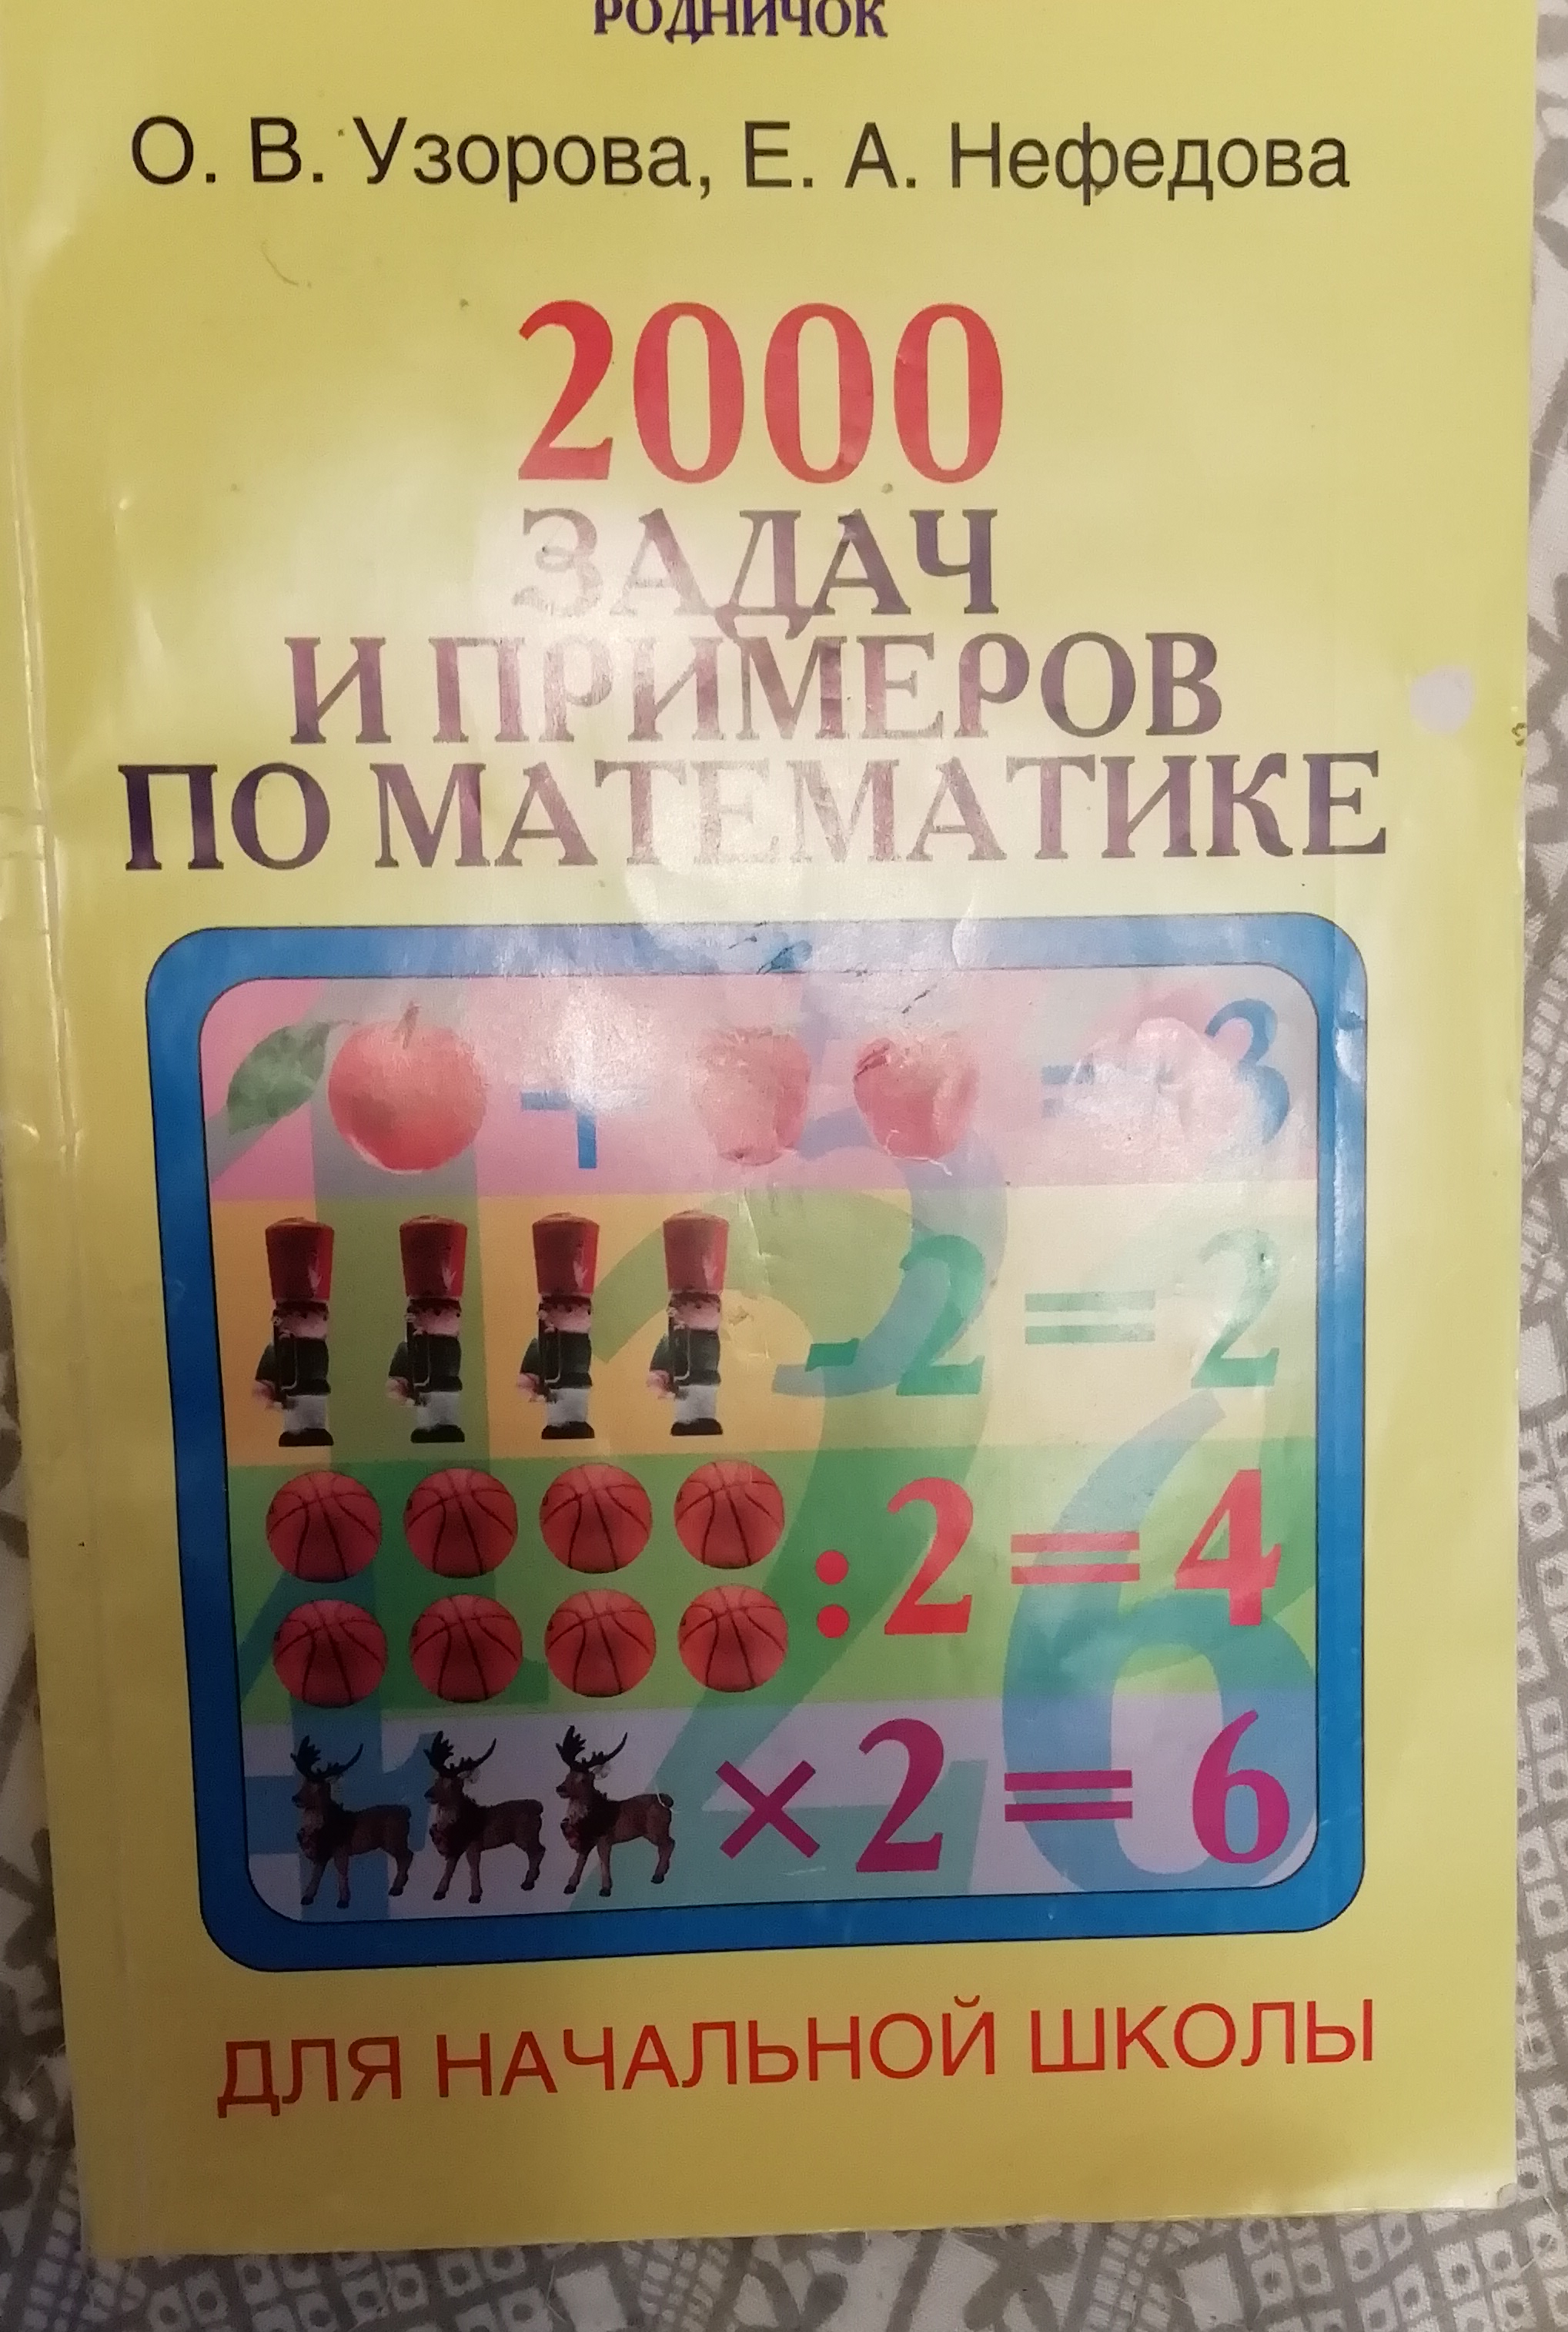 РОДНИЧОК
О. В. Узорова, Е. А. Нефедова
2000
ЗАДАЧ
И ПРИМЕРОВ
ПО МАТЕМАТИКЕ
+ = 3
- 2 = 2
: 2 = 4
× 2 = 6
ДЛЯ НАЧАЛЬНОЙ ШКОЛЫ